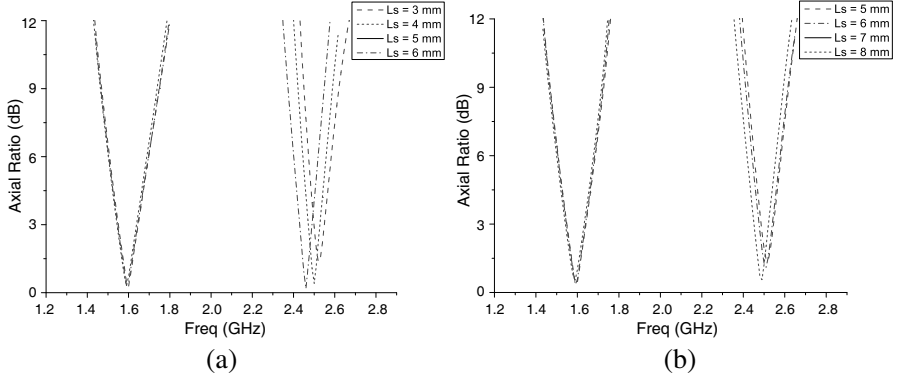 12
9
6
3
0
Axial Ratio (dB)
1.2 1.4 1.6 1.8 2.0 2.2 2.4 2.6 2.8
Freq (GHz)
Ls = 3 mm
Ls = 4 mm
Ls = 5 mm
Ls = 6 mm
(a)
12
9
6
3
0
Axial Ratio (dB)
1.2 1.4 1.6 1.8 2.0 2.2 2.4 2.6 2.8
Freq (GHz)
Ls = 5 mm
Ls = 6 mm
Ls = 7 mm
Ls = 8 mm
(b)